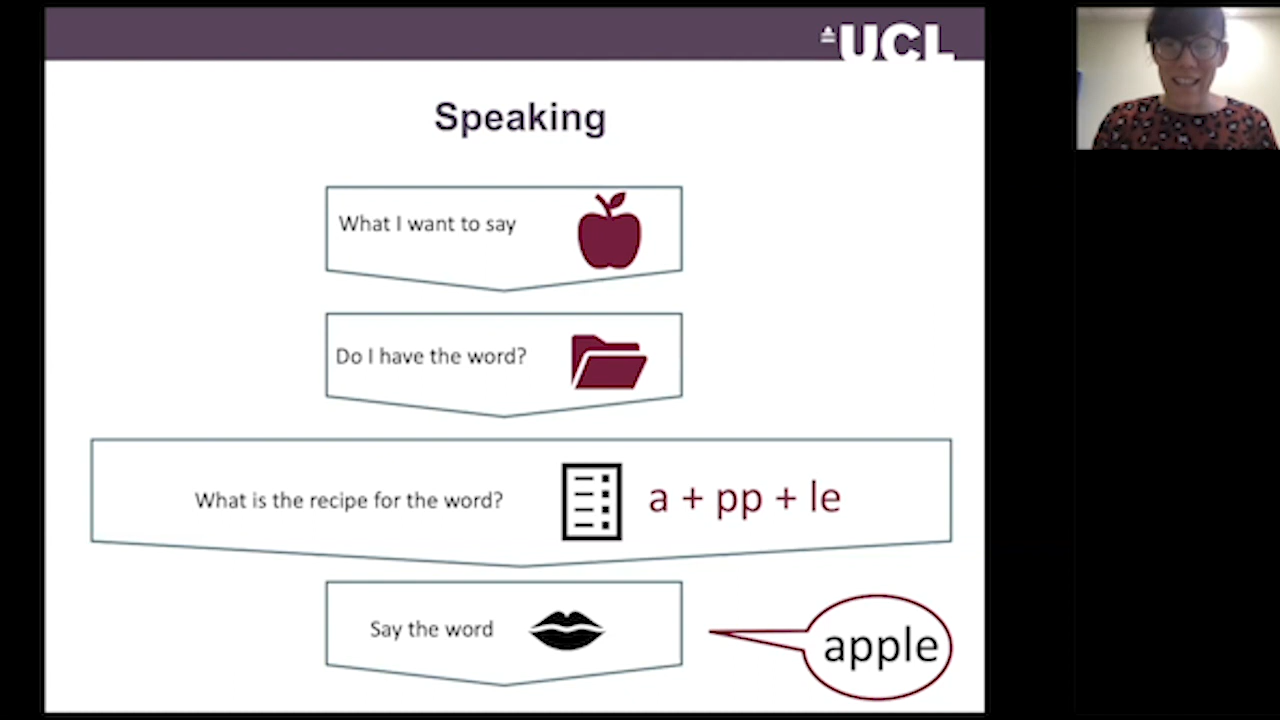 UCL
Speaking
What I want to say
Do I have the word?
What is the recipe for the word?
a + pp + le
Say the word
apple